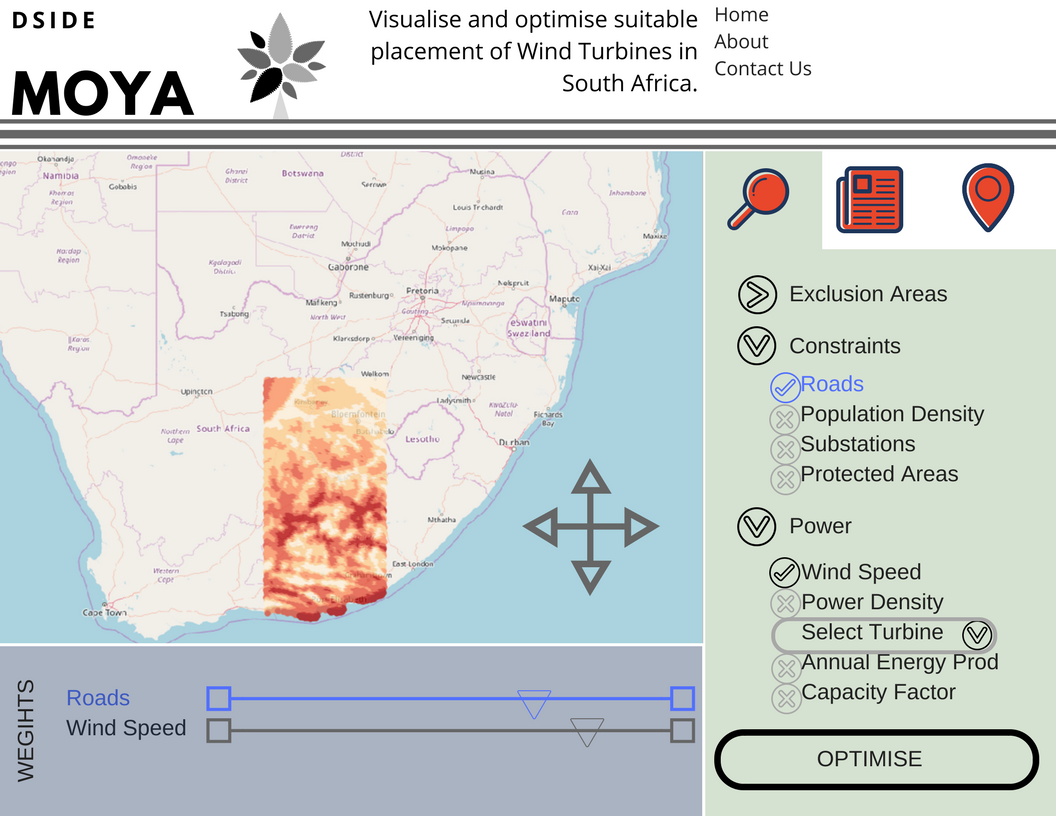 DSIDE
MOYA
Visualise and optimise suitable
placement of Wind Turbines in
South Africa.
Home
About
Contact Us
Okahandja
Omaheke
Region
Namibia
Gobabis
Khomas
Region
Hardap
Region
ǁKaras
Region
Ghanzi
District
Botswana
District
Serowe
Kweneng
District
Kgalagadi
District
Mochudi
Gaborone
Musina
Louis Trichardt
Limpopo
Mokopane
Inhambane
Gaza
Maxixe
Xai-Xai
Nelspruit
Maputo
Mpumalanga
Pretoria
Gauteng
Rustenburg
Mafikeng
North West
Tsabong
Secunda
Vereeniging
Klerksdorp
eSwatini
Swaziland
Welkom
Newcastle
Upington
Ladysmith
KwaZulu-
Natal
Richards
Bay
Bloemfontein
Northern
Cape
South Africa
Lesotho
Durban
Mthatha
East London
Western
Cape
Cape Town
Exclusion Areas
Constraints
Roads
Population Density
Substations
Protected Areas
Power
Wind Speed
Power Density
Select Turbine
Annual Energy Prod
Capacity Factor
OPTIMISE
WEGIHTS
Roads
Wind Speed